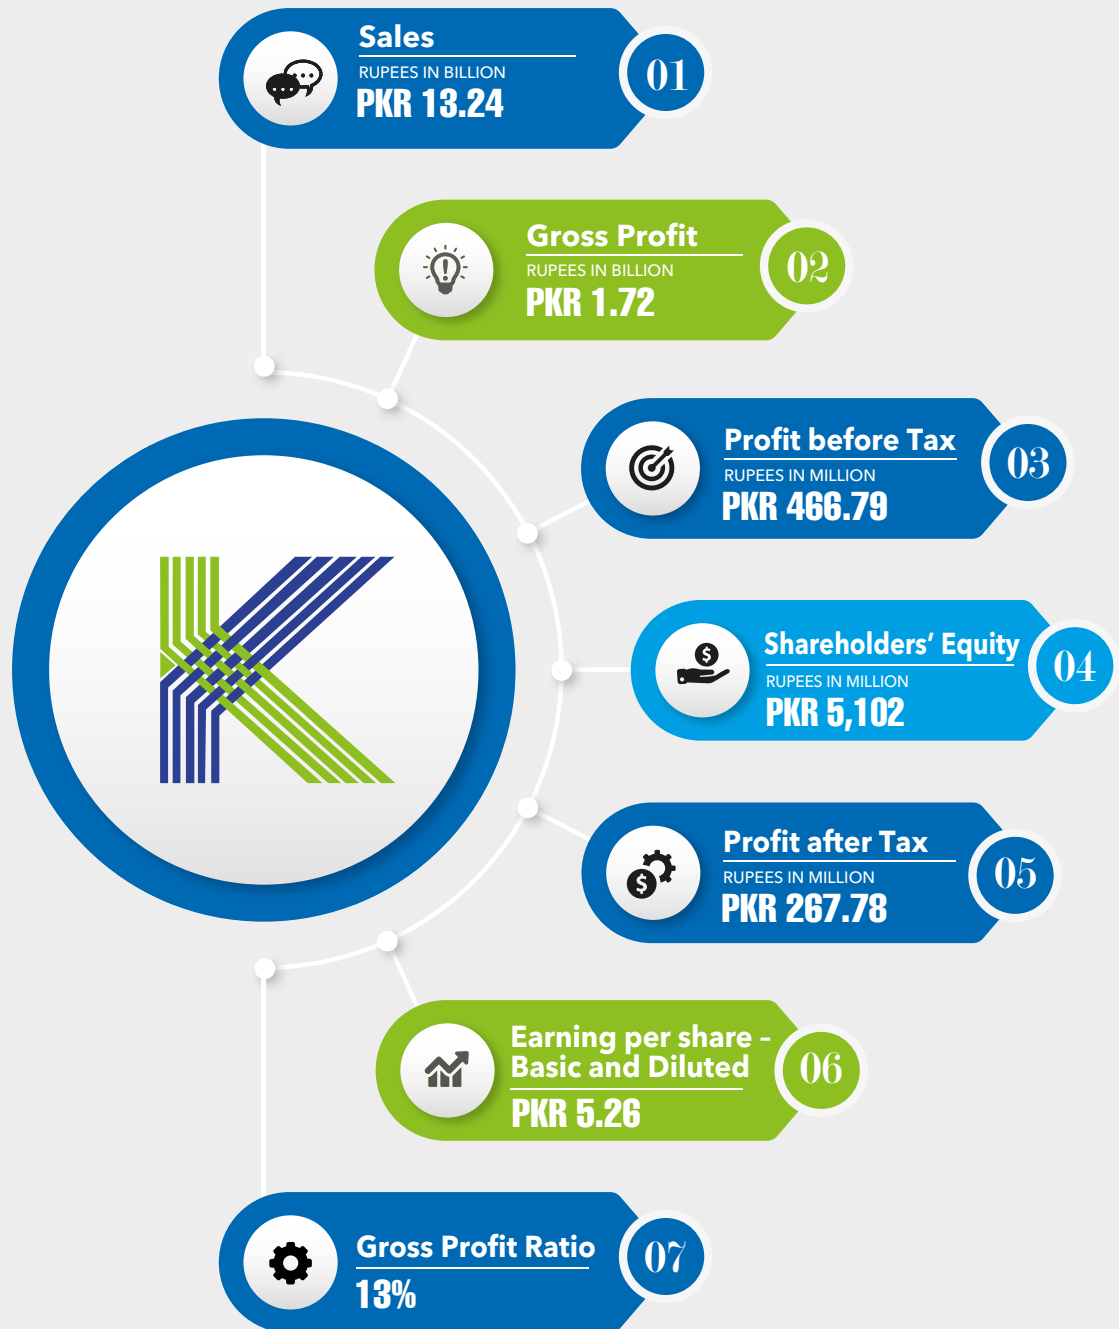 Sales
RUPEES IN BILLION
PKR 13.24
01
Gross Profit
RUPEES IN BILLION
PKR 1.72
02
Profit before Tax
RUPEES IN MILLION
PKR 466.79
03
Shareholders’ Equity
RUPEES IN MILLION
PKR 5,102
04
Profit after Tax
RUPEES IN MILLION
PKR 267.78
05
Earning per share –
Basic and Diluted
PKR 5.26
06
Gross Profit Ratio
13%
07